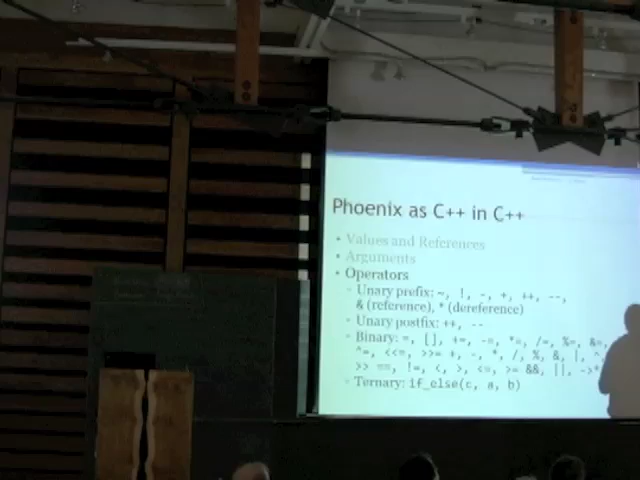 Phoenix as C++ in C++
• Values and References
• Arguments
• Operators
• Unary prefix: ~, !, -, +, ++, --,
& (reference), * (dereference)
• Unary postfix: ++, --
• Binary: =, [], +=, -=, *=, /=, %=, &=,
^=, <<=, >>= +, -, *, /, %, &, |, ^
>> ==, !=, <, >, <=, >= &&, ||, ->*
• Ternary: if_else(c, a, b)